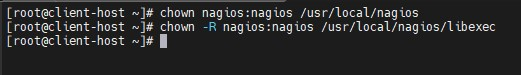 [root@client-host ~]# chown nagios:nagios /usr/local/nagios
[root@client-host ~]# chown -R nagios:nagios /usr/local/nagios/libexec
[root@client-host ~]#